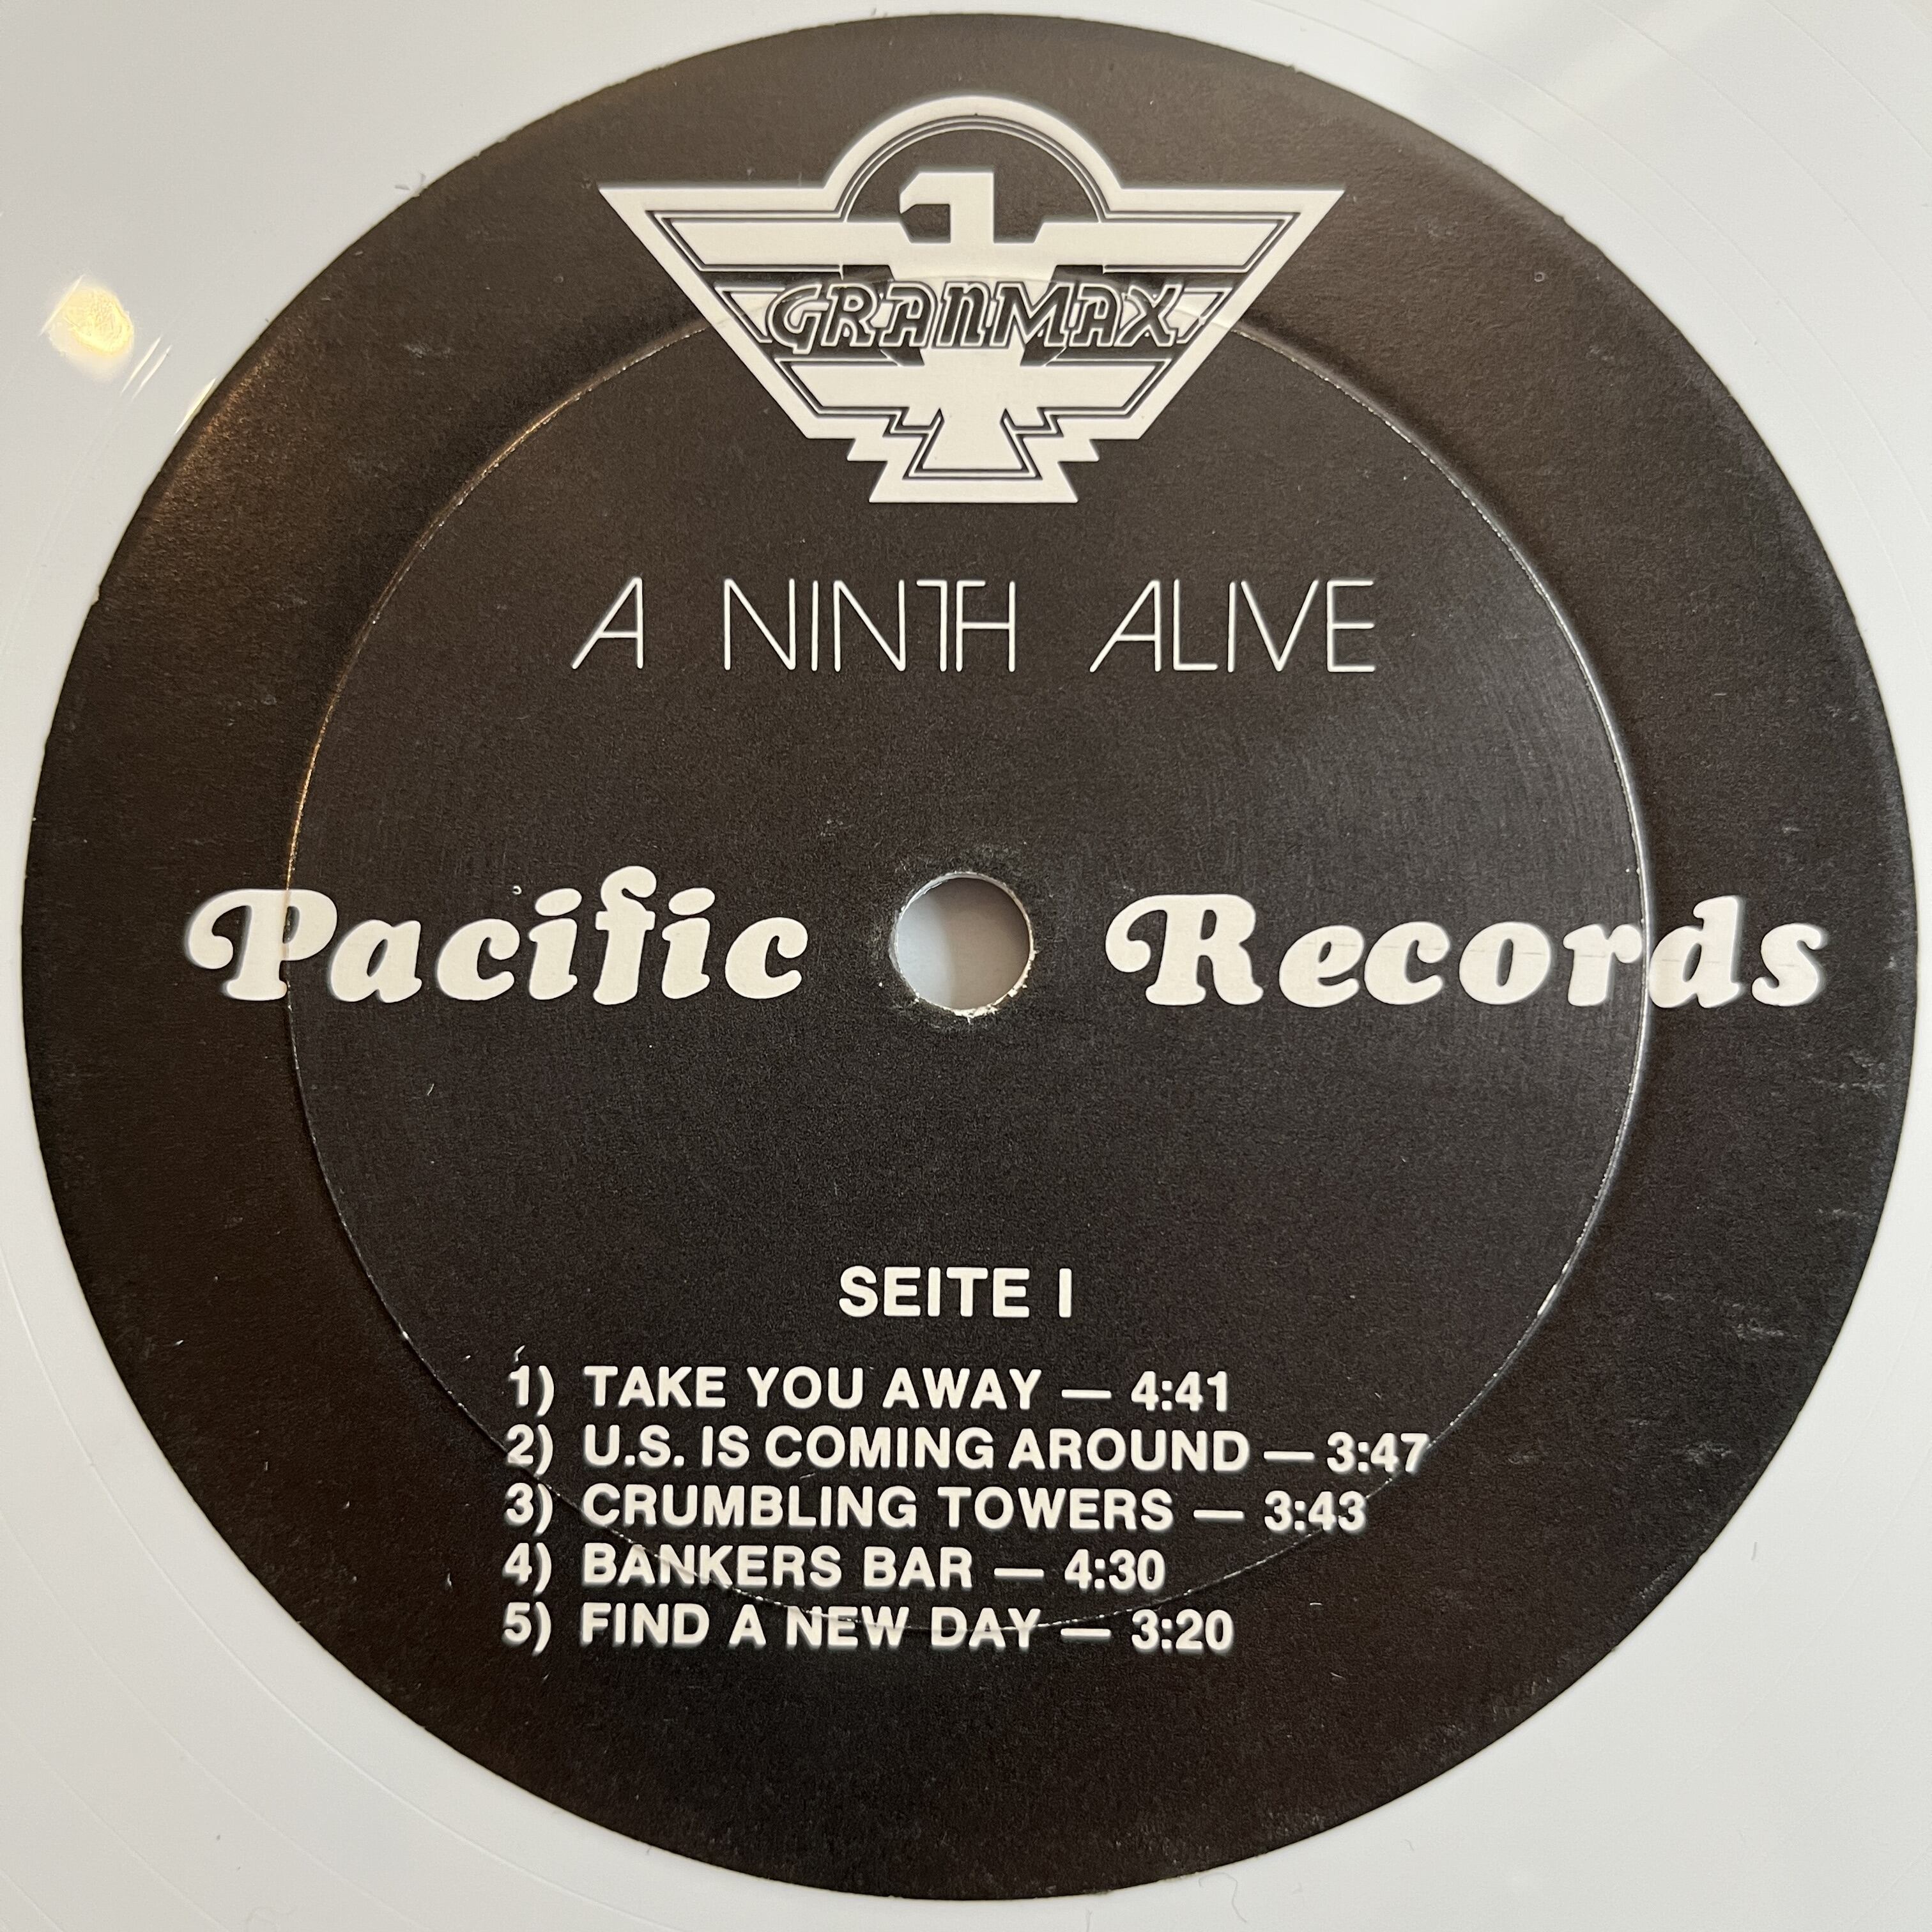 1
GRANMAX
A NINTH ALIVE
Pacific Records
SEITE I
1) TAKE YOU AWAY — 4:41
2) U.S. IS COMING AROUND — 3:47
3) CRUMBLING TOWERS — 3:43
4) BANKERS BAR — 4:30
5) FIND A NEW DAY — 3:20